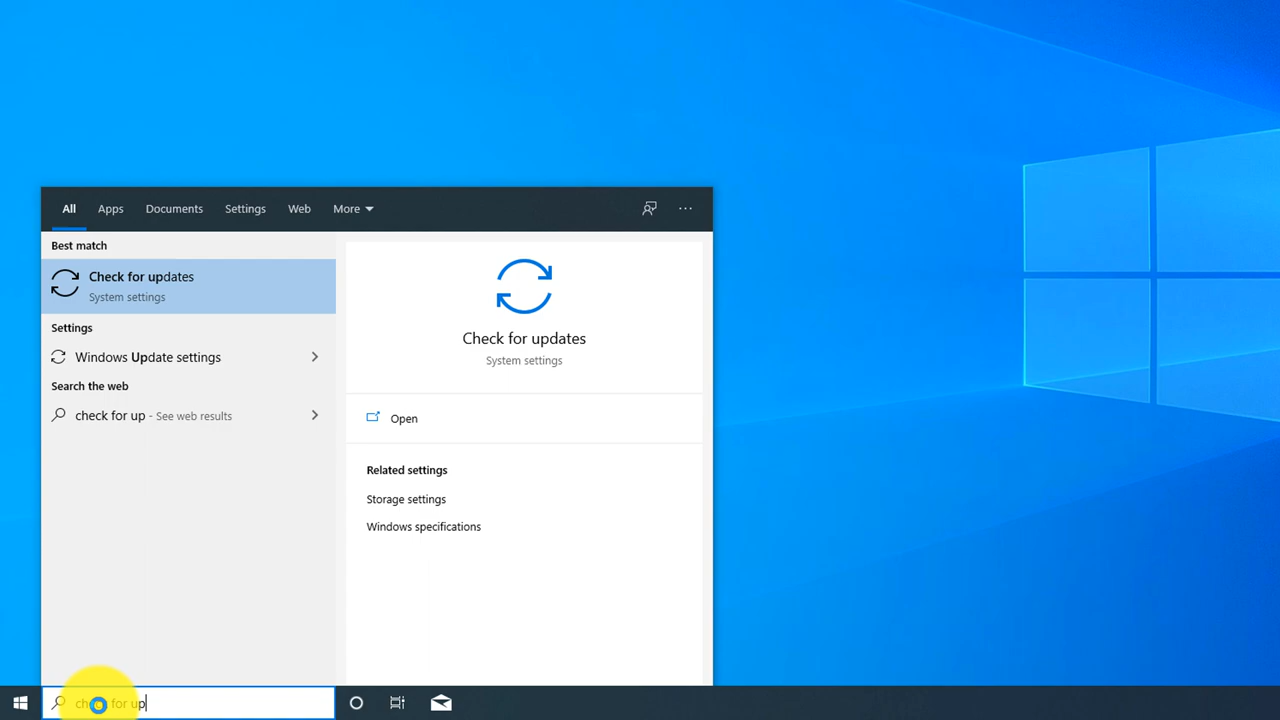 All Apps Documents Settings Web More
Best match
Check for updates
System settings
Settings
Windows Update settings
Search the web
check for up - See web results
Check for updates
System settings
Open
Related settings
Storage settings
Windows specifications
check for up